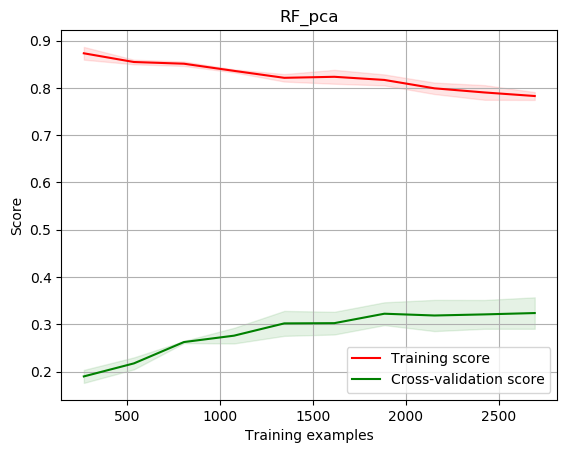 RF_pca
0.9
0.8
0.7
0.6
0.5
0.4
0.3
0.2
Score
Training score
Cross-validation score
500
1000
1500
2000
2500
Training examples